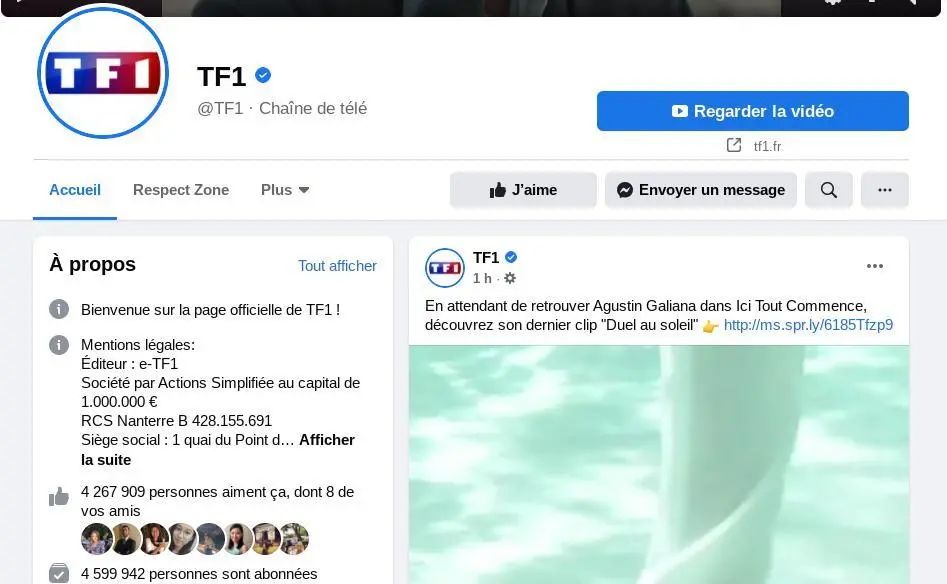 TF1
TF1
@TF1 · Chaîne de télé
Regarder la vidéo
tf1.fr
Accueil
Respect Zone
Plus
J’aime
Envoyer un message
À propos
Tout afficher
Bienvenue sur la page officielle de TF1 !
Mentions légales:
Éditeur : e-TF1
Société par Actions Simplifiée au capital de
1.000.000 €
RCS Nanterre B 428.155.691
Siège social : 1 quai du Point d… Afficher
la suite
4 267 909 personnes aiment ça, dont 8 de
vos amis
4 599 942 personnes sont abonnées
TF1
TF1
1 h ·
En attendant de retrouver Agustin Galiana dans Ici Tout Commence,
découvrez son dernier clip "Duel au soleil" 👉 http://ms.spr.ly/6185Tfzp9